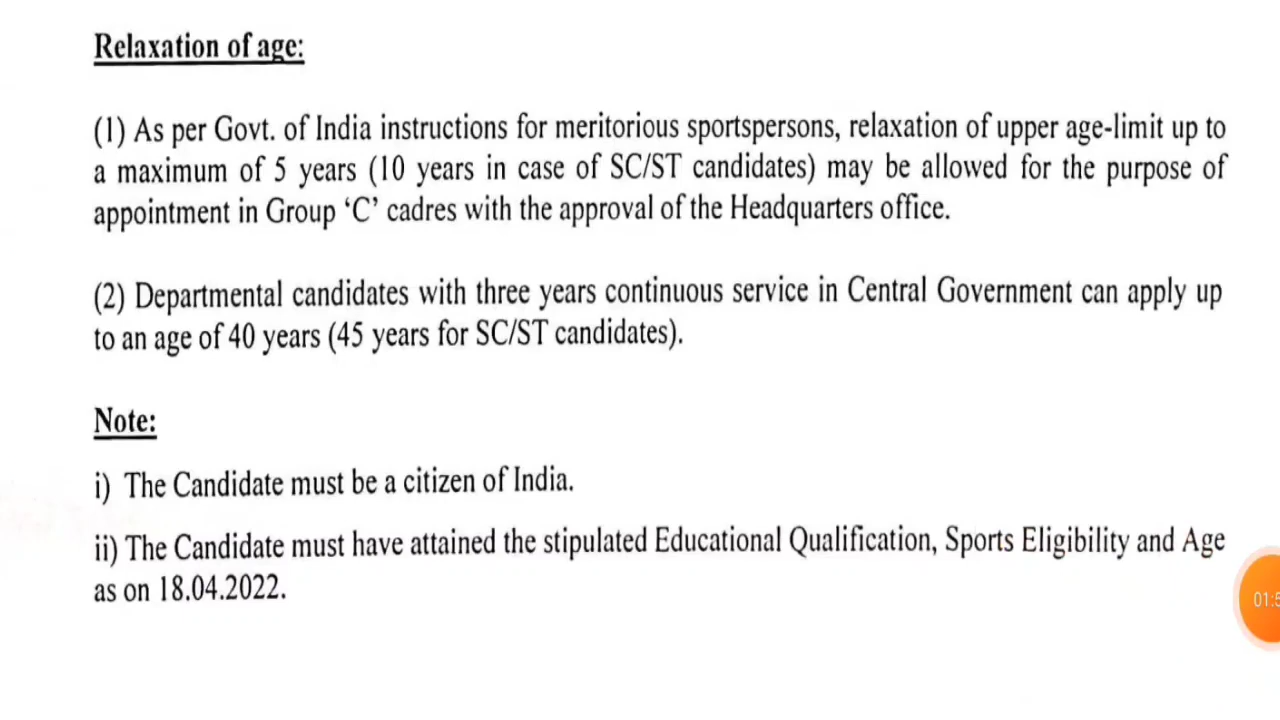 Relaxation of age:
(1) As per Govt. of India instructions for meritorious sportspersons, relaxation of upper age-limit up to
a maximum of 5 years (10 years in case of SC/ST candidates) may be allowed for the purpose of
appointment in Group ‘C’ cadres with the approval of the Headquarters office.
(2) Departmental candidates with three years continuous service in Central Government can apply up
to an age of 40 years (45 years for SC/ST candidates).
Note:
i) The Candidate must be a citizen of India.
ii) The Candidate must have attained the stipulated Educational Qualification, Sports Eligibility and Age
as on 18.04.2022.